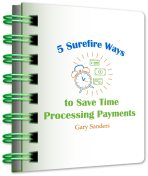 5 Surefire Ways
to Save Time
Processing Payments
Gary Sanders